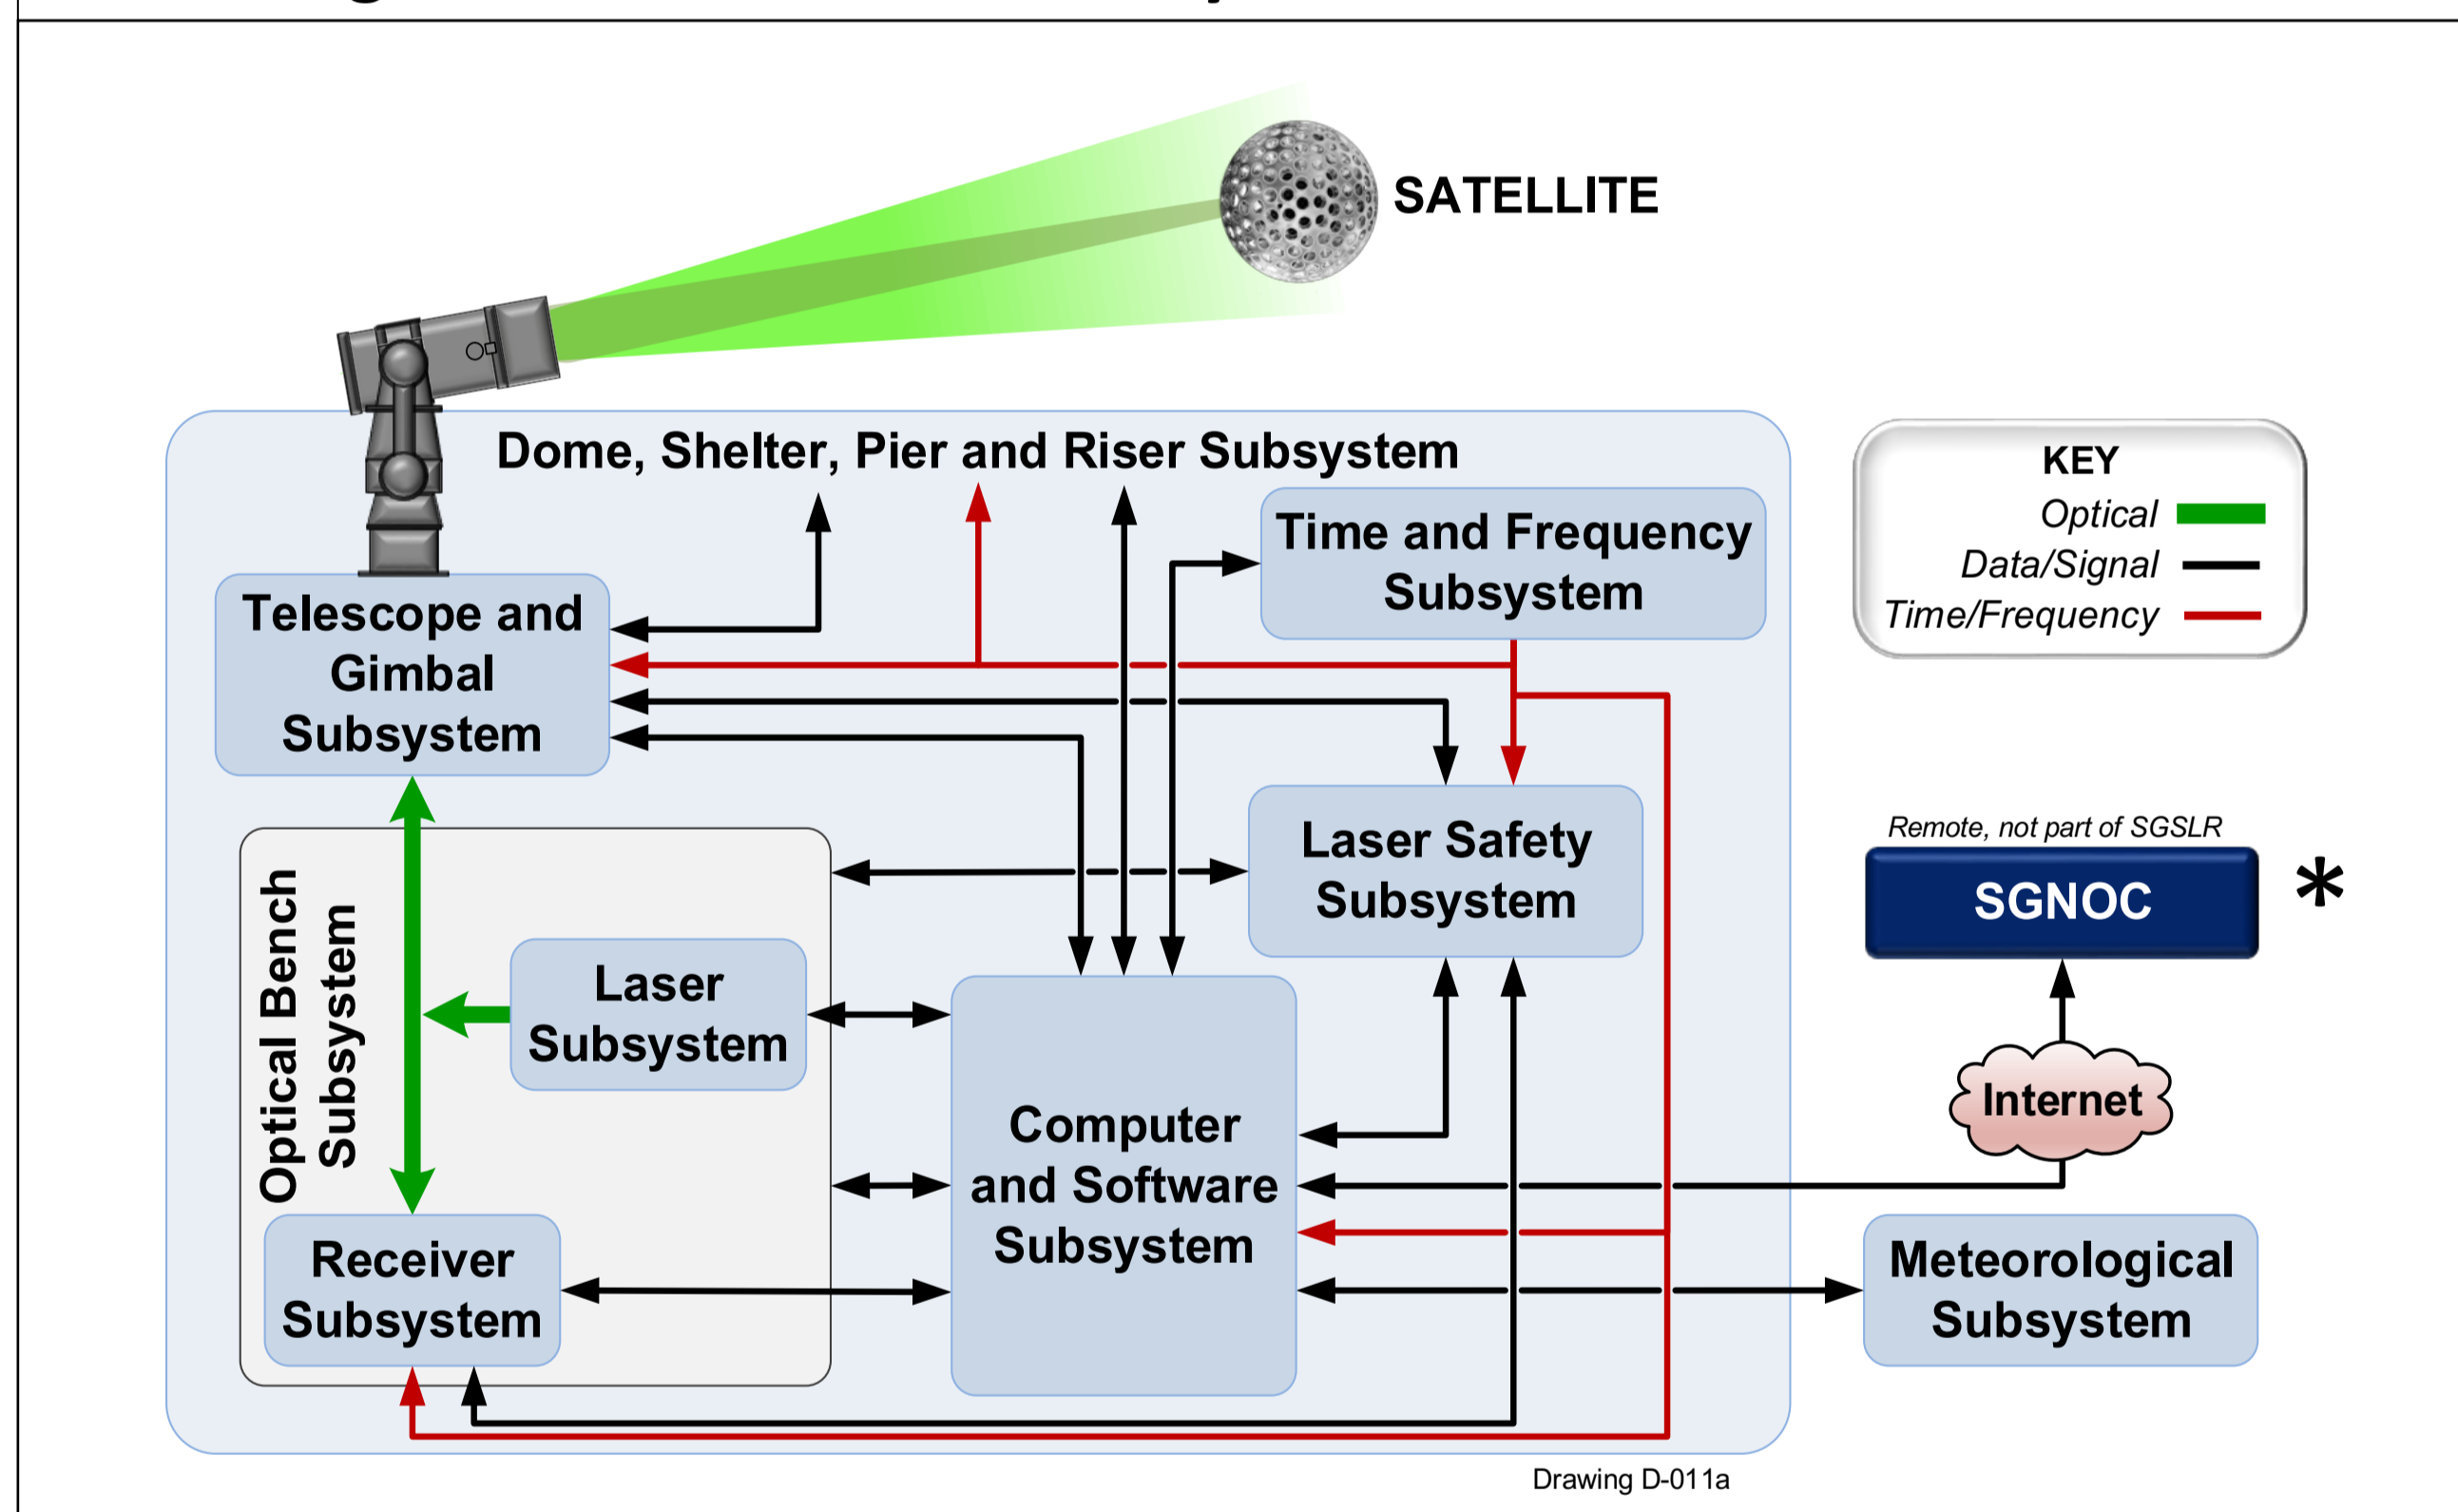 SATELLITE
Dome, Shelter, Pier and Riser Subsystem
KEY
Optical
Data/Signal
Time/Frequency
Time and Frequency
Subsystem
Telescope and
Gimbal
Subsystem
Laser Safety
Subsystem
Remote, not part of SGSLR
SGNOC
*
Optical Bench
Subsystem
Laser
Subsystem
Internet
Computer
and Software
Subsystem
Receiver
Subsystem
Meteorological
Subsystem
Drawing D-011a